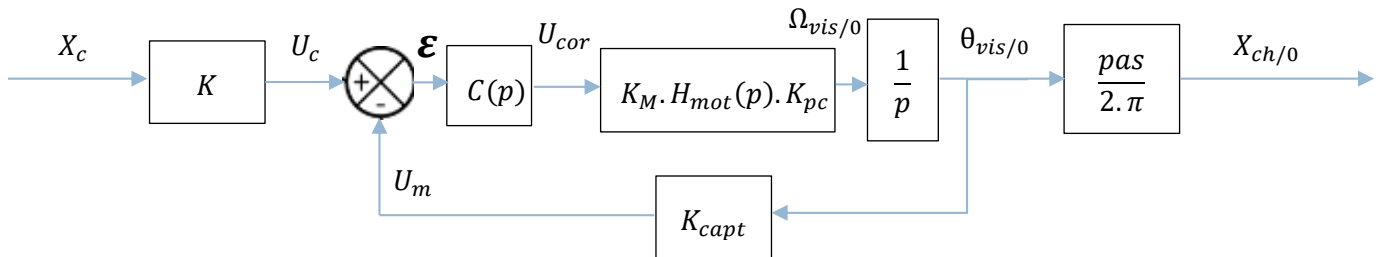 X_c
K
U_c
+
-
ε
C(p)
U_cor
K_M. H_mot(p). K_pc
Ω_vis/0
1
p
θ_vis/0
pas
2. π
X_ch/0
U_m
K_capt